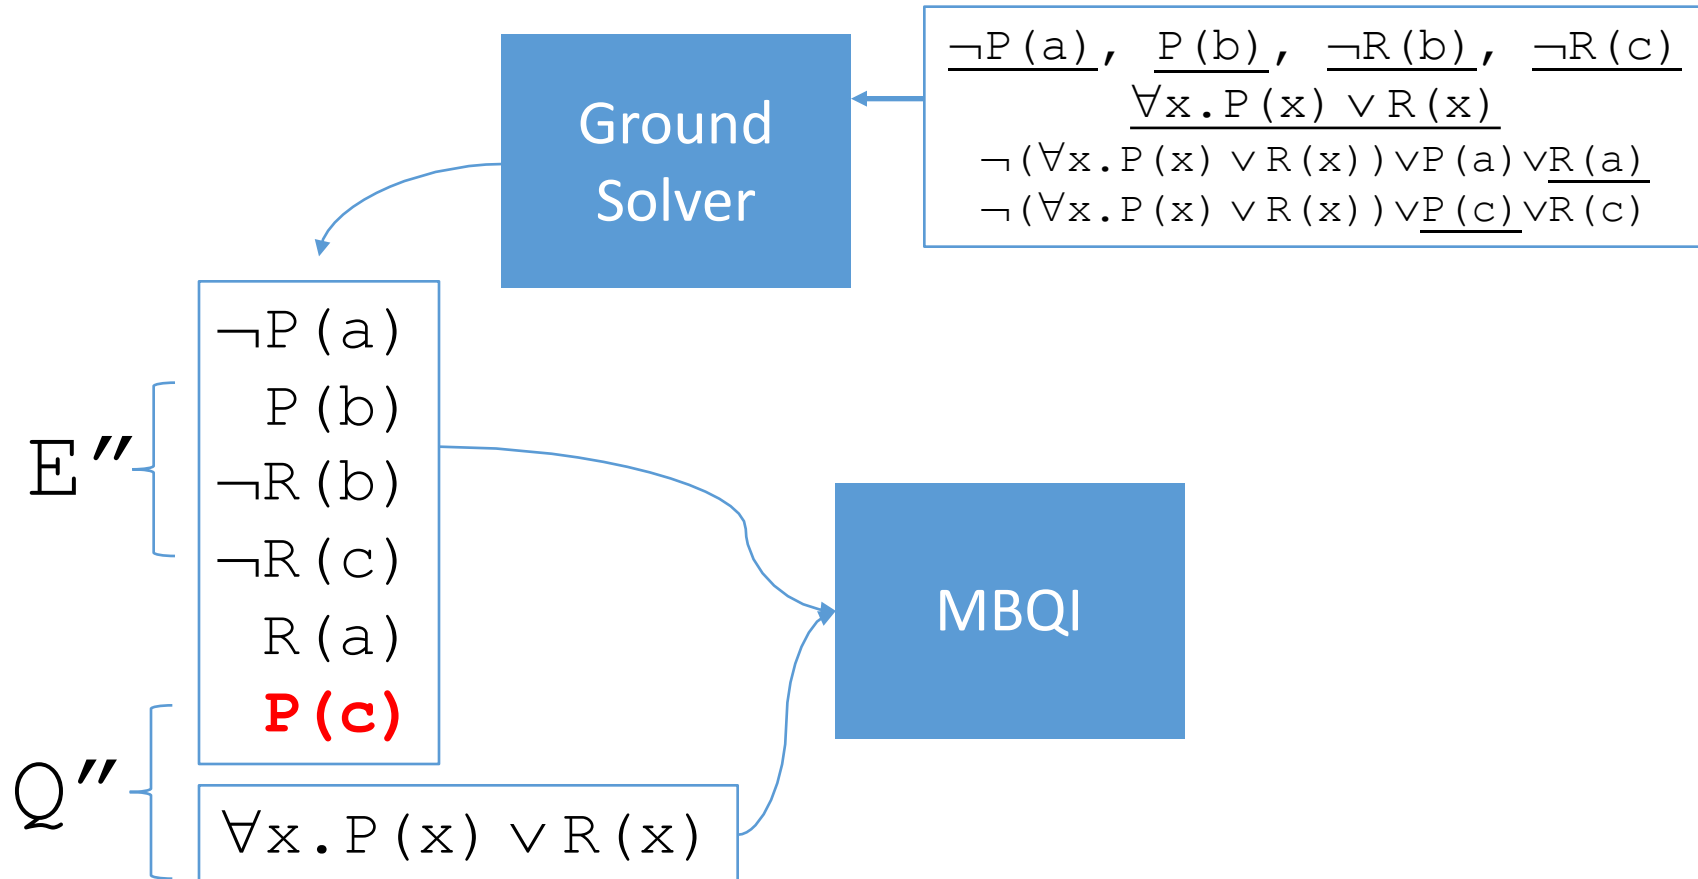 ¬P(a), P(b), ¬R(b), ¬R(c)
∀x.P(x) ∨ R(x)
¬(∀x.P(x) ∨ R(x))∨P(a)∨R(a)
¬(∀x.P(x) ∨ R(x))∨P(c)∨R(c)
Ground
Solver
¬P(a)
P(b)
¬R(b)
¬R(c)
R(a)
P(c)
E″
MBQI
Q″
∀x.P(x) ∨ R(x)